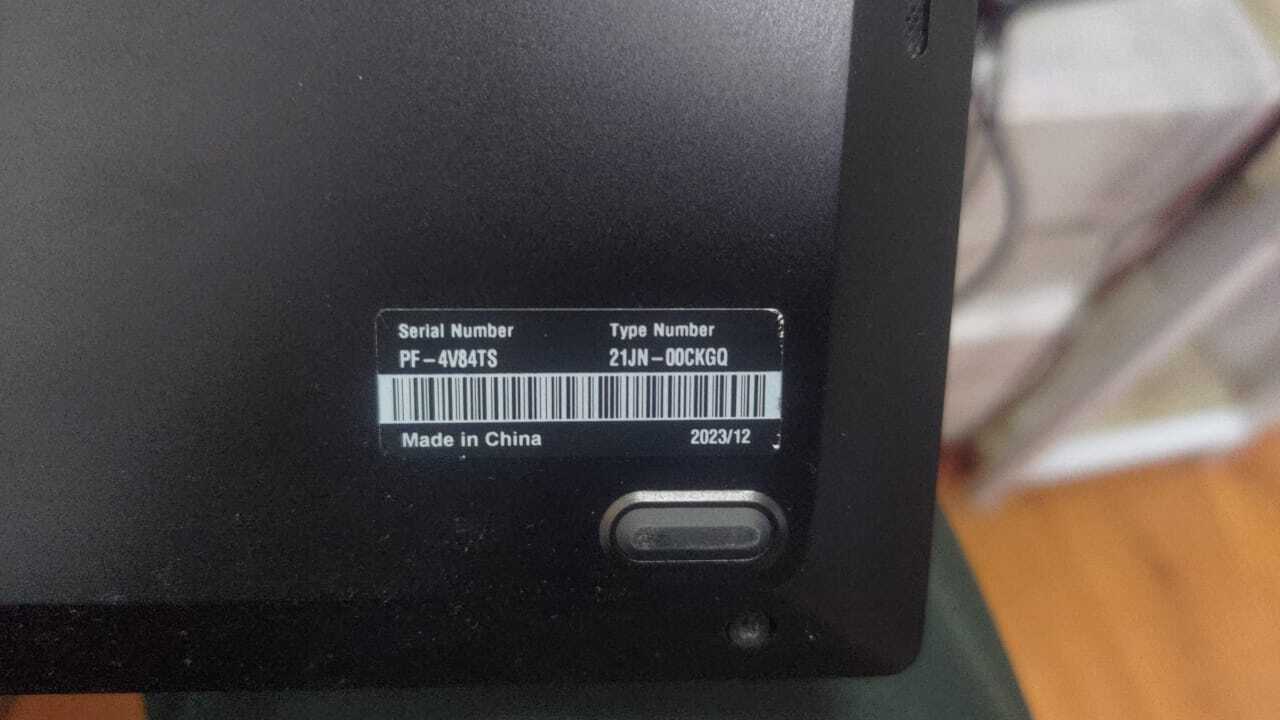 Serial Number Type Number
PF-4V84TS 21JN-00CKGQ
Made in China 2023/12